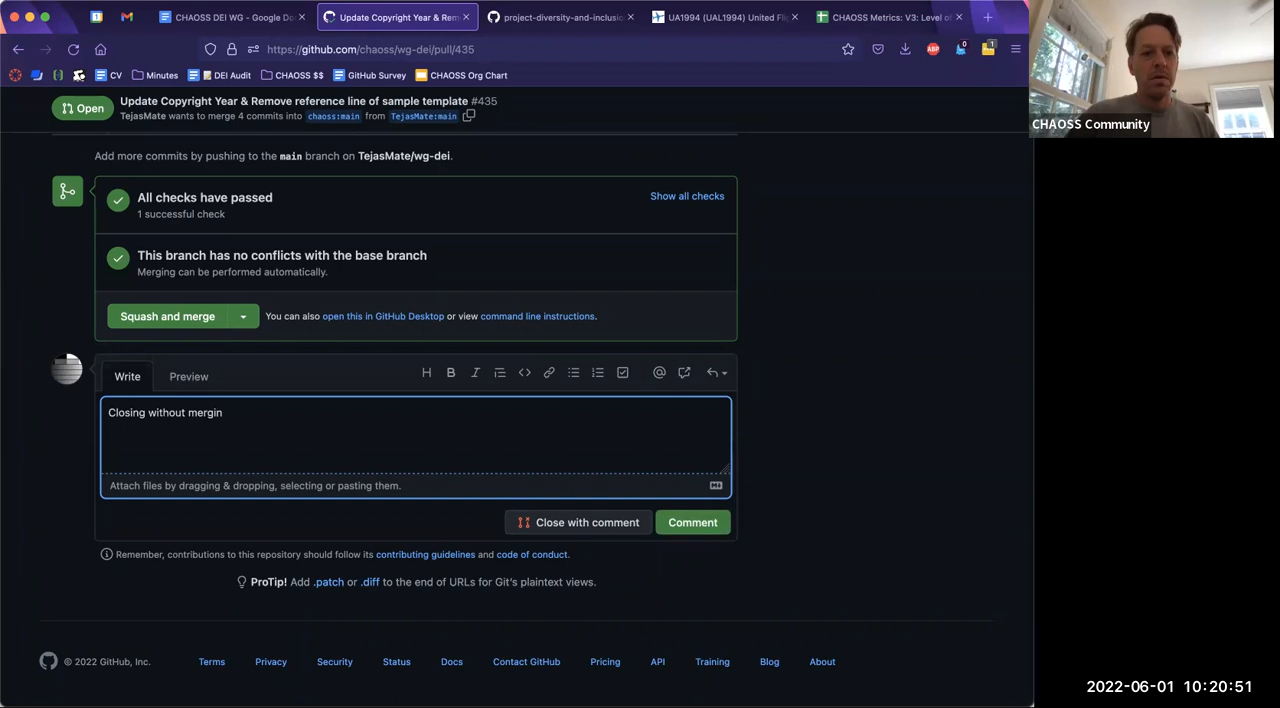 CHAOSS DEI WG - Google Do
Update Copyright Year & Rem
project-diversity-and-inclusio
UA1994 (UAL1994) United Fli
CHAOSS Metrics: V3: Level of
https://github.com/chaoss/wg-dei/pull/435
ABP
0
1
CV
Minutes
DEI Audit
CHAOSS $$
GitHub Survey
CHAOSS Org Chart
CHAOSS Community
Open
Update Copyright Year & Remove reference line of sample template #435
TejasMate wants to merge 4 commits into chaoss:main from TejasMate:main
Add more commits by pushing to the main branch on TejasMate/wg-dei.
All checks have passed
Show all checks
1 successful check
This branch has no conflicts with the base branch
Merging can be performed automatically.
Squash and merge
You can also open this in GitHub Desktop or view command line instructions.
Write
Preview
Closing without mergin
Attach files by dragging & dropping, selecting or pasting them.
Close with comment
Comment
Remember, contributions to this repository should follow its contributing guidelines and code of conduct.
ProTip! Add .patch or .diff to the end of URLs for Git's plaintext views.
© 2022 GitHub, Inc.
Terms
Privacy
Security
Status
Docs
Contact GitHub
Pricing
API
Training
Blog
About
2022-06-01 10:20:51